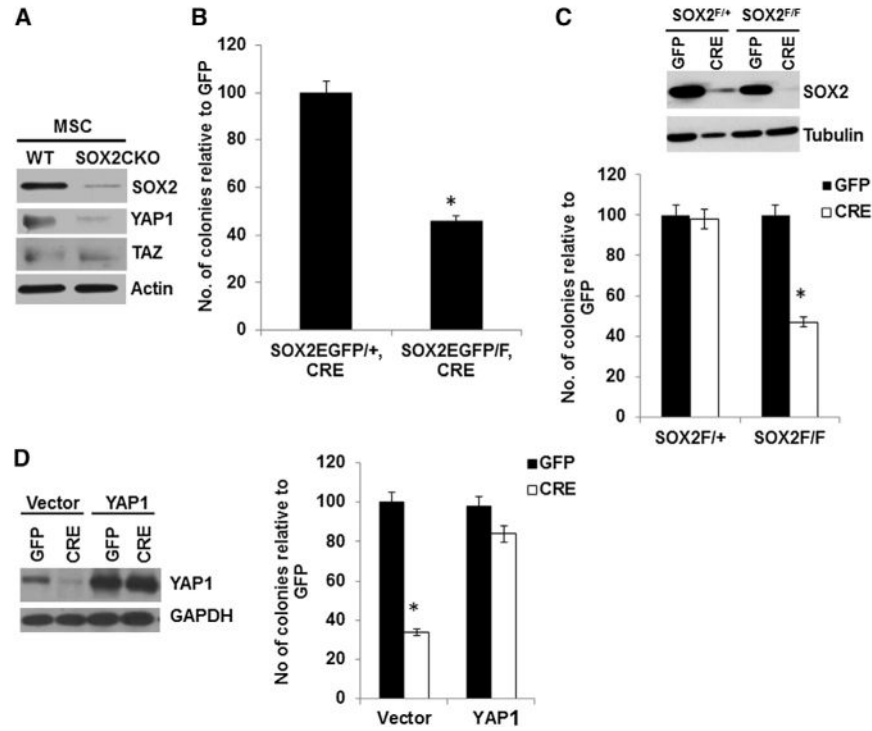 A
MSC
WT SOX2CKO
SOX2
YAP1
TAZ
Actin
B
No. of colonies relative to GFP
120
100
80
60
40
20
0
*
SOX2EGFP/+,
CRE
SOX2EGFP/F,
CRE
C
SOX2F/+ SOX2F/F
GFP CRE GFP CRE
SOX2
Tubulin
No. of colonies relative to
GFP
120
100
80
60
40
20
0
GFP
CRE
*
SOX2F/+ SOX2F/F
D
Vector YAP1
GFP CRE GFP CRE
YAP1
GAPDH
No of colonies relative to
GFP
120
100
80
60
40
20
0
GFP
CRE
*
Vector YAP1